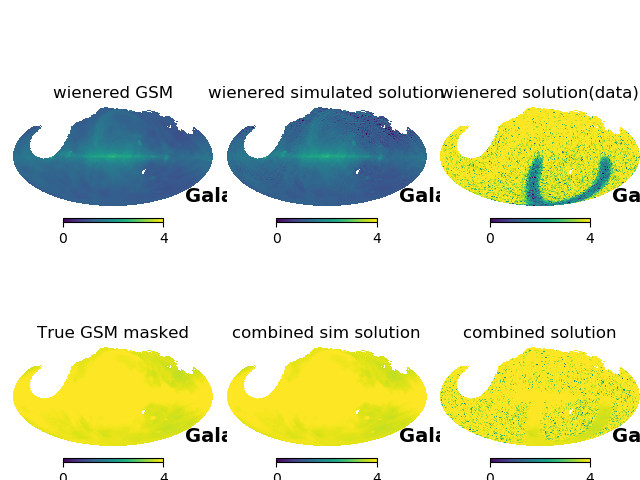 wienered GSM
wienered simulated solution
wienered solution(data)
Gala
Gala
Ga
0 4
0 4
0 4
True GSM masked
combined sim solution
combined solution
Gala
Gala
Ga
0 4
0 4
0 4